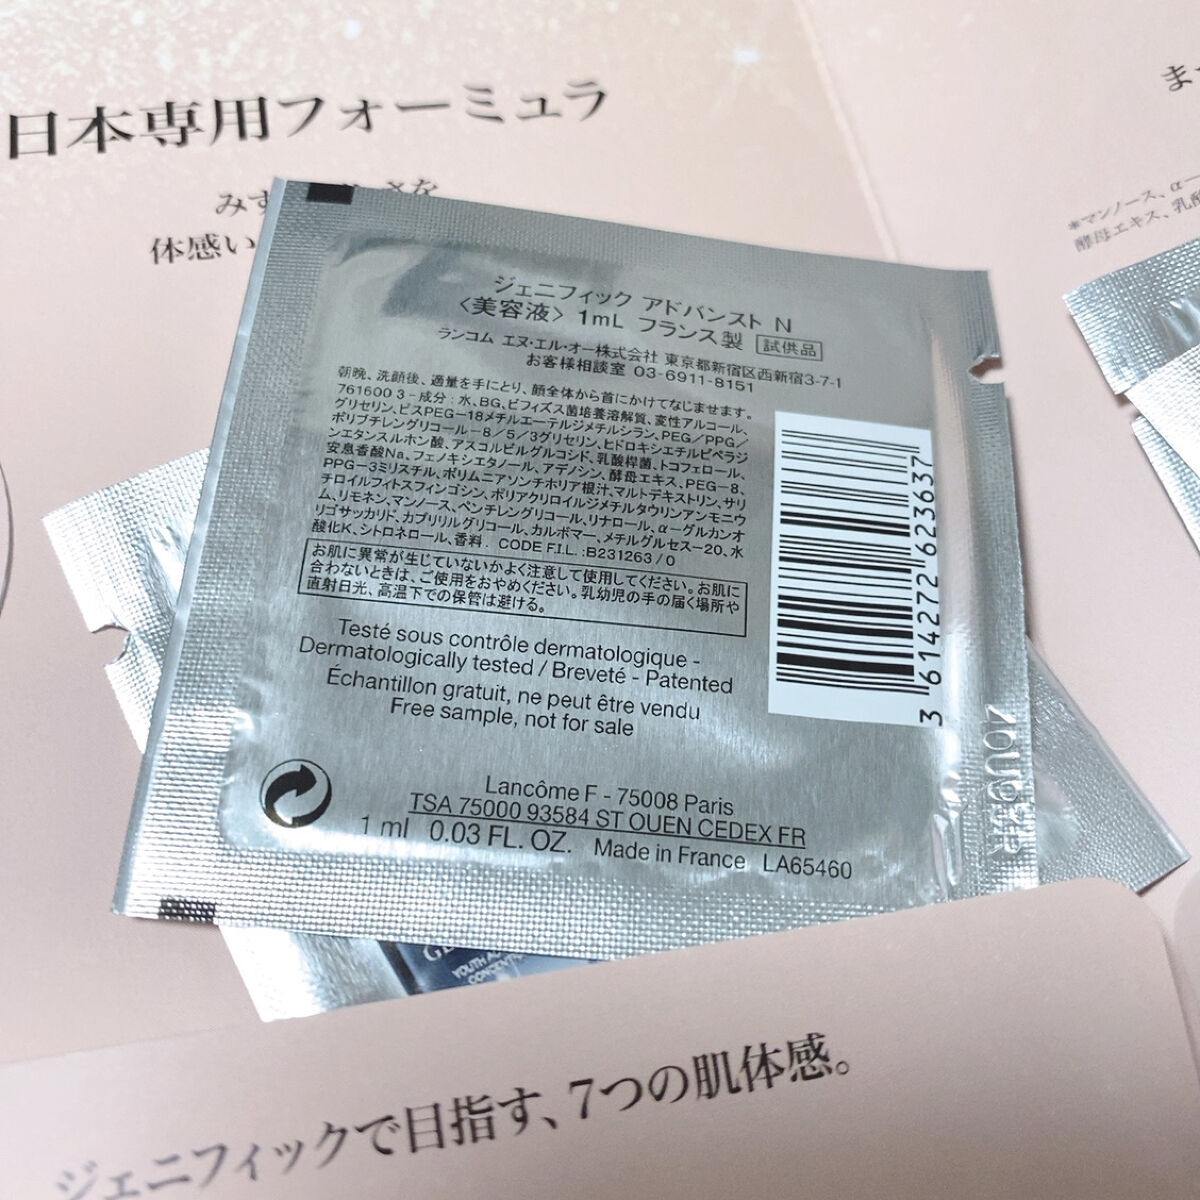 日本専用フォーミュラ
みず
体感い
ま
*マンノース、α-
酵母エキス、乳酸
ジェニフィック アドバンスト N
〈美容液〉 1mL フランス製 試供品
ランコム エヌ・エル・オー株式会社 東京都新宿区西新宿3-7-1
お客様相談室 03-6911-8151
朝晩、洗顔後、適量を手にとり、顔全体から首にかけてなじませます。
761600 3 - 成分 : 水、BG、ビフィズス菌培養溶解質、変性アルコール、
グリセリン、ビスPEG-18メチルエーテルジメチルシラン、PEG/PPG/
ポリブチレングリコール-8/5/3グリセリン、ヒドロキシエチルピペラジ
ンエタンスルホン酸、アスコルビルグルコシド、乳酸桿菌、トコフェロール、
安息香酸Na、フェノキシエタノール、アデノシン、酵母エキス、PEG-8、
PPG-3ミリスチル、ポリムニアソンチホリア根汁、マルトデキストリン、サリ
チロイルフィトスフィンゴシン、ポリアクリロイルジメチルタウリンアンモニウ
ム、リモネン、マンノース、ペンチレングリコール、リナロール、α-グルカンオ
リゴサッカリド、カプリリルグリコール、カルボマー、メチルグルセス-20、水
酸化K、シトロネロール、香料. CODE F.I.L. :B231263 / 0
お肌に異常が生じていないかよく注意して使用してください。お肌に
合わないときは、ご使用をおやめください。乳幼児の手の届く場所や
直射日光、高温下での保管は避ける。
Testé sous contrôle dermatologique -
Dermatologically tested / Breveté - Patented
Échantillon gratuit, ne peut être vendu
Free sample, not for sale
Lancôme F - 75008 Paris
TSA 75000 93584 ST OUEN CEDEX FR
1 ml 0.03 FL. OZ. Made in France LA65460
3 614272 623637
YOUTH
ジェニフィックで目指す、7つの肌体感。